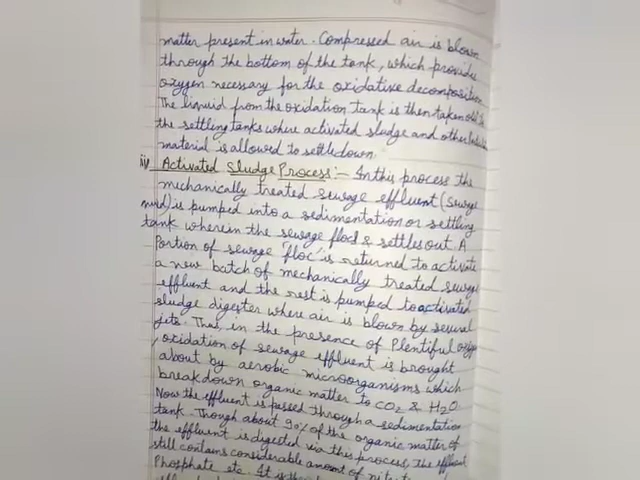 matter present in water. Compressed air is blown
through the bottom of the tank, which provides
oxygen necessary for the oxidative decomposition
The liquid from the oxidation tank is then taken
the settling tanks where activated sludge and other
material is allowed to settle down.
iii) Activated Sludge Process:- In this process the
mechanically treated sewage effluent (sewage
mud) is pumped into a sedimentation or settling
tank wherein the sewage flocs & settles out. A
Portion of sewage 'floc' is returned to activate
a new batch of mechanically treated sewage
effluent and the rest is pumped to activated
sludge digester where air is blown by several
jets. Thus, in the presence of Plentiful oxygen
, oxidation of sewage effluent is brought
about by aerobic microorganisms which
breakdown organic matter to CO2 & H2O
Now the effluent is passed through a sedimentation
tank. Though about 90% of the organic matter of
the effluent is digested via this process, the effluent
still contains considerable amount of
Phosphate etc. It is